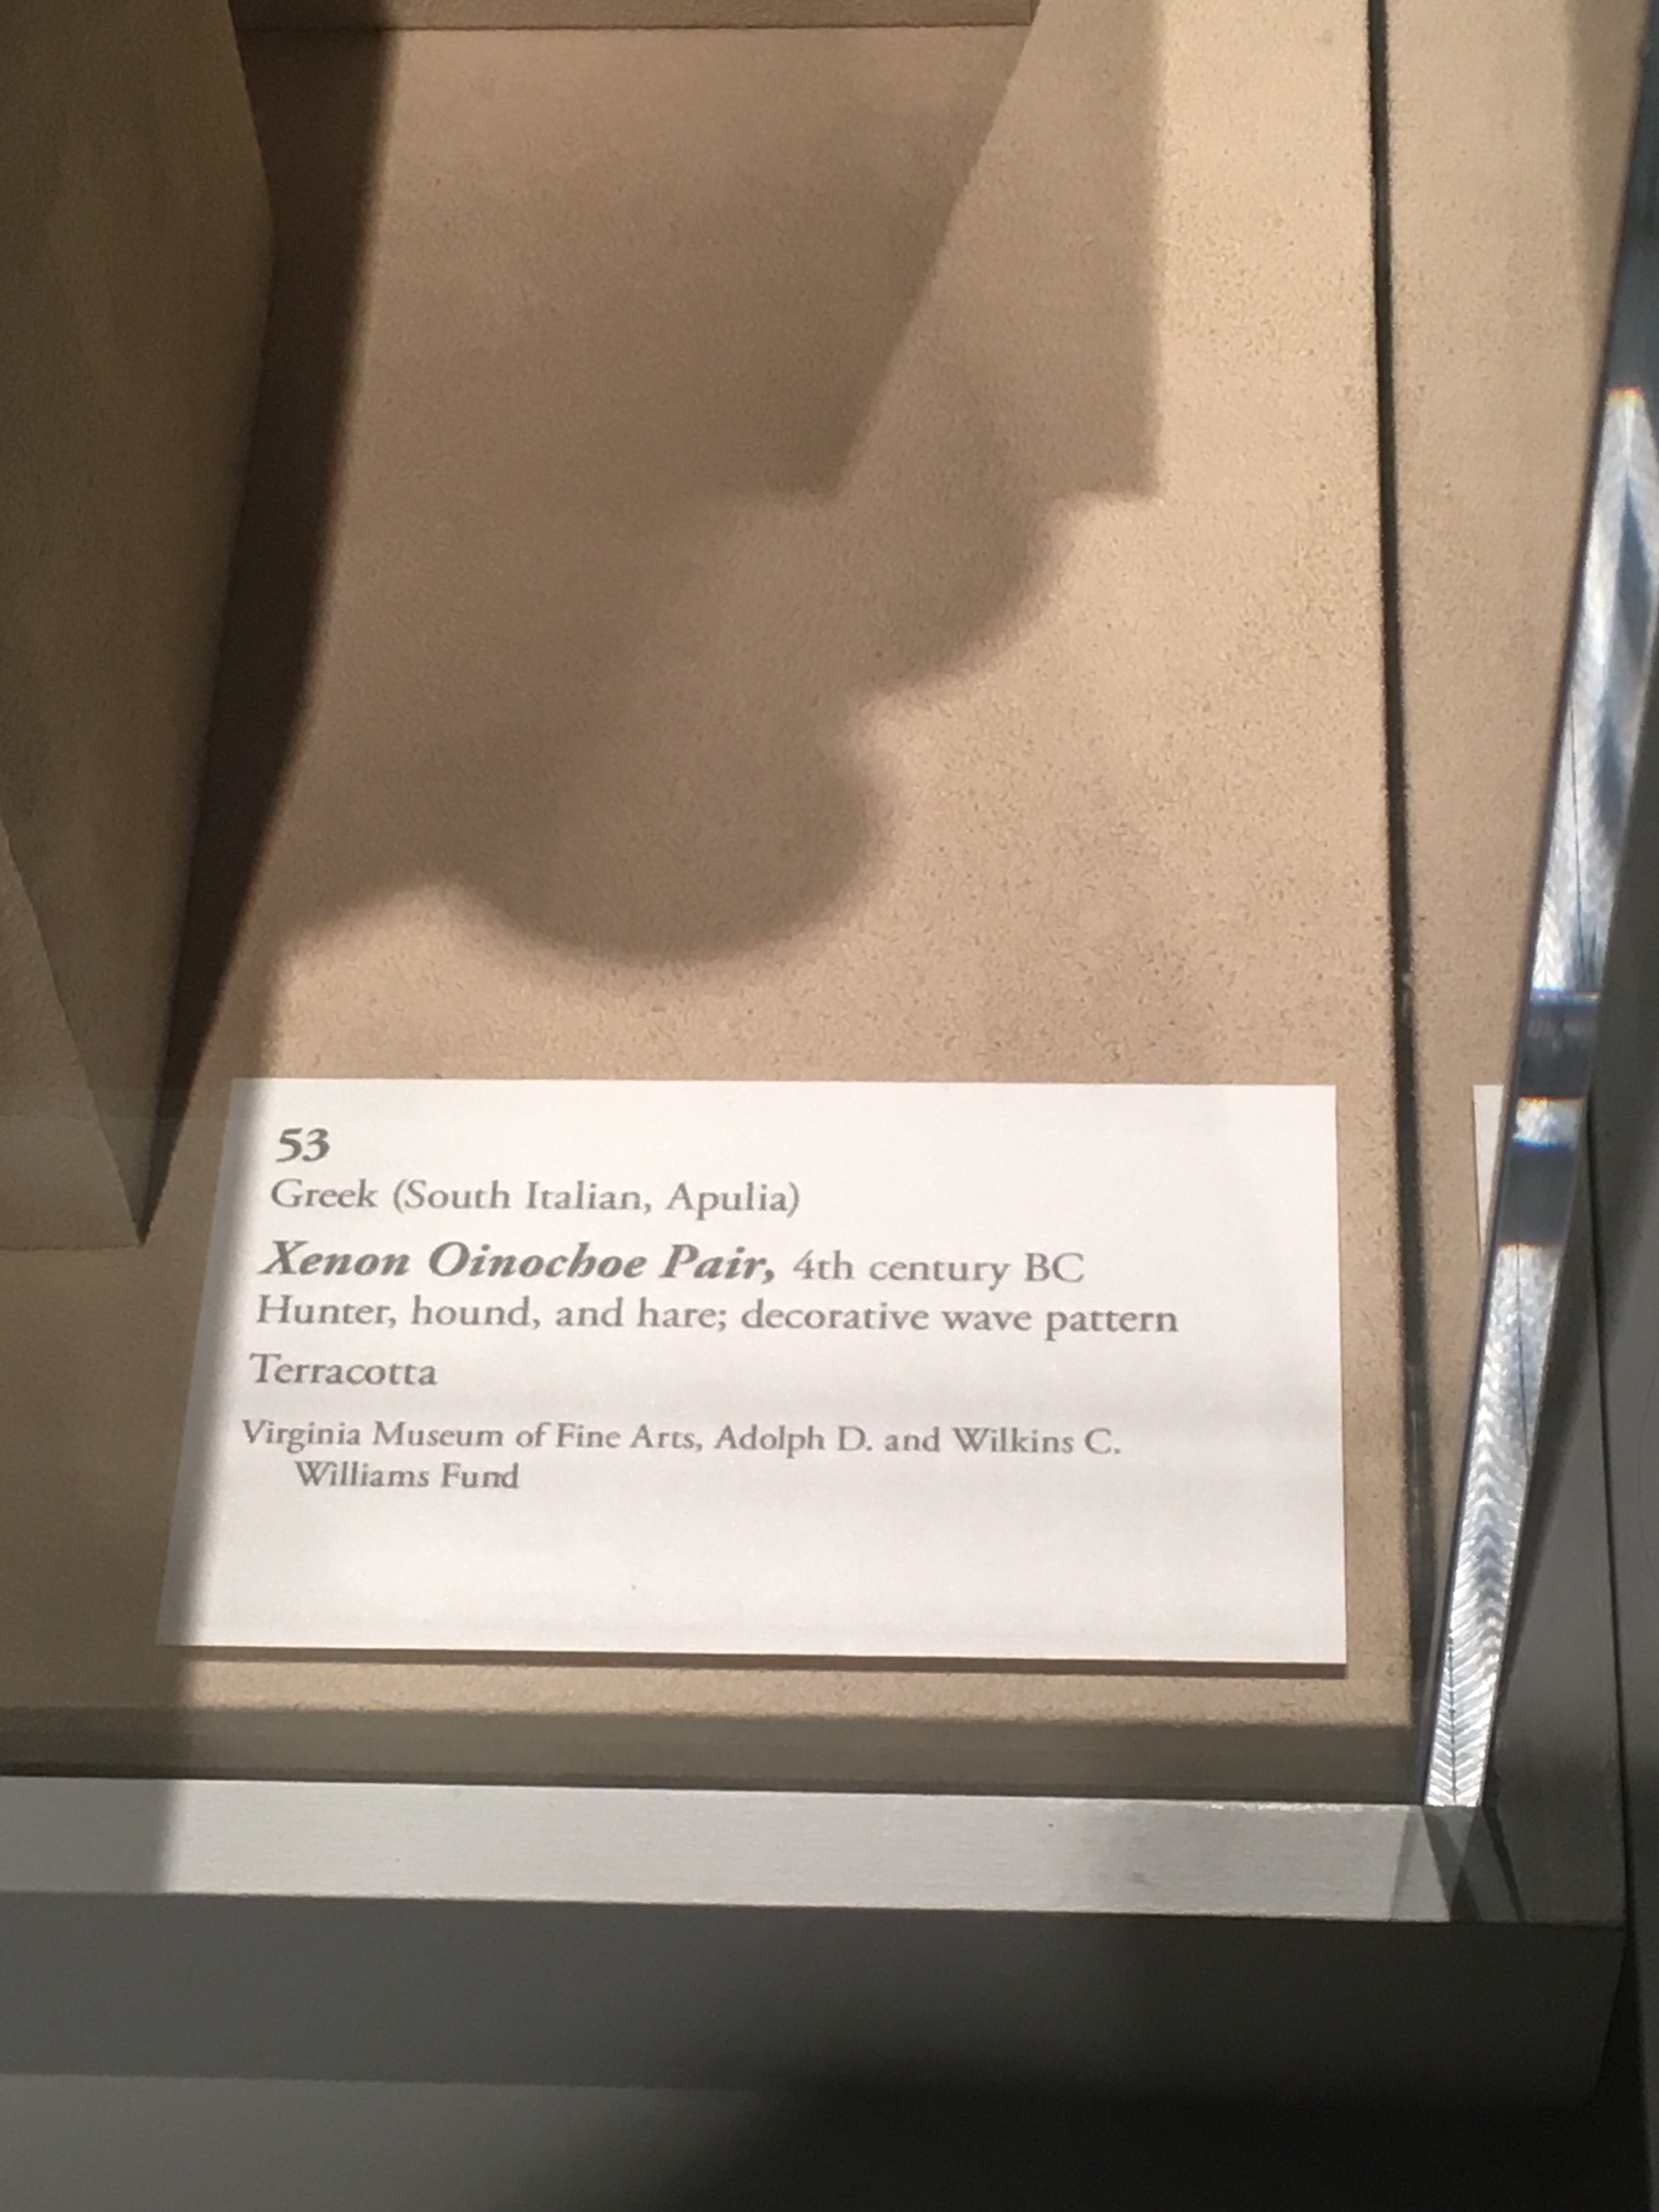 53
Greek (South Italian, Apulia)
Xenon Oinochoe Pair, 4th century BC
Hunter, hound, and hare; decorative wave pattern
Terracotta
Virginia Museum of Fine Arts, Adolph D. and Wilkins C.
Williams Fund